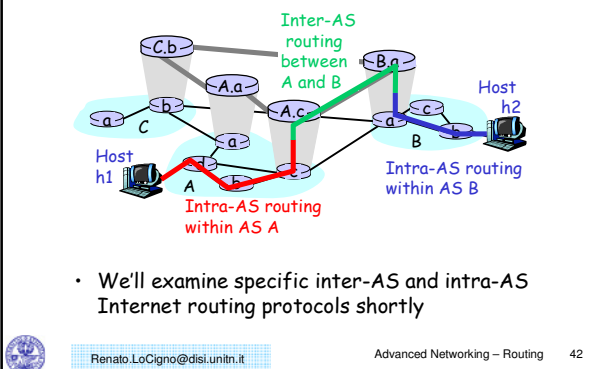 Inter-AS
routing
between
A and B
C.b
B.a
A.a
A.c
Host
h2
b
a
C
a
c
a
b
B
Host
h1
d
A
b
c
Intra-AS routing
within AS B
Intra-AS routing
within AS A
• We'll examine specific inter-AS and intra-AS
Internet routing protocols shortly
Renato.LoCigno@disi.unitn.it
Advanced Networking – Routing 42